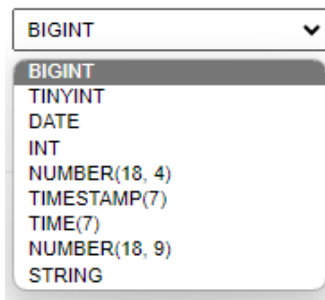 BIGINT
BIGINT
TINYINT
DATE
INT
NUMBER(18, 4)
TIMESTAMP(7)
TIME(7)
NUMBER(18, 9)
STRING